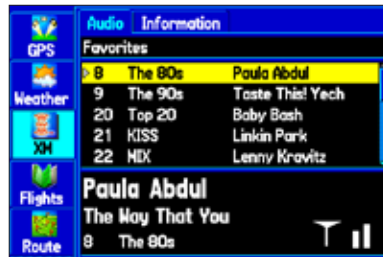 Audio Information
Favorites
8 The 80s Paula Abdul
9 The 90s Taste This! Yech
20 Top 20 Baby Bash
21 KISS Linkin Park
22 MIX Lenny Kravitz
Paula Abdul
The Way That You
8 The 80s
GPS
Weather
XM
Flights
Route